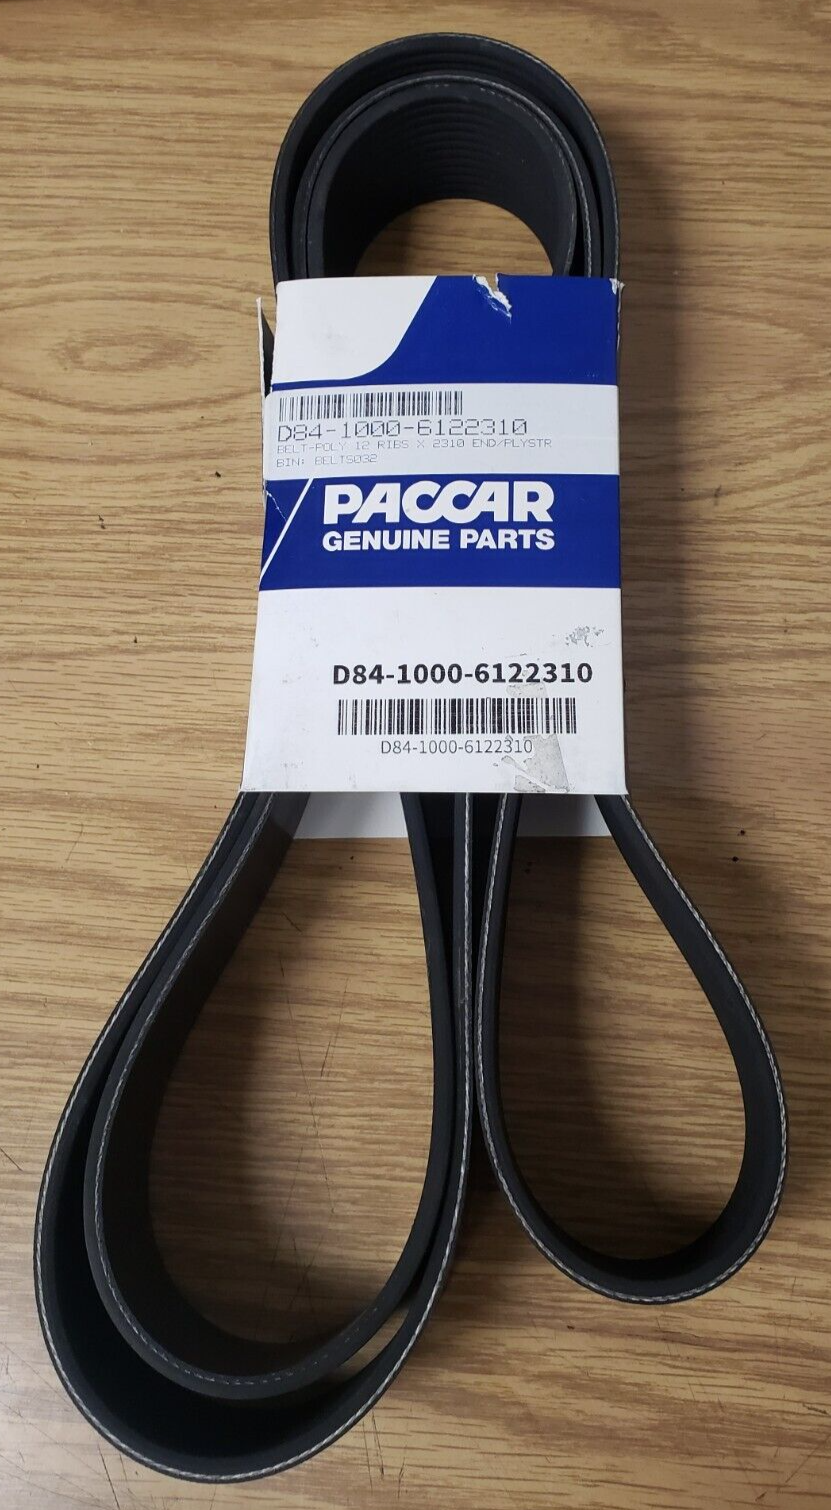 D84-1000-6122310
BELT-POLY 12 RIBS X 2310 END/PLYSTR
BIN: BELTS032
PACCAR
GENUINE PARTS
D84-1000-6122310
D84-1000-6122310